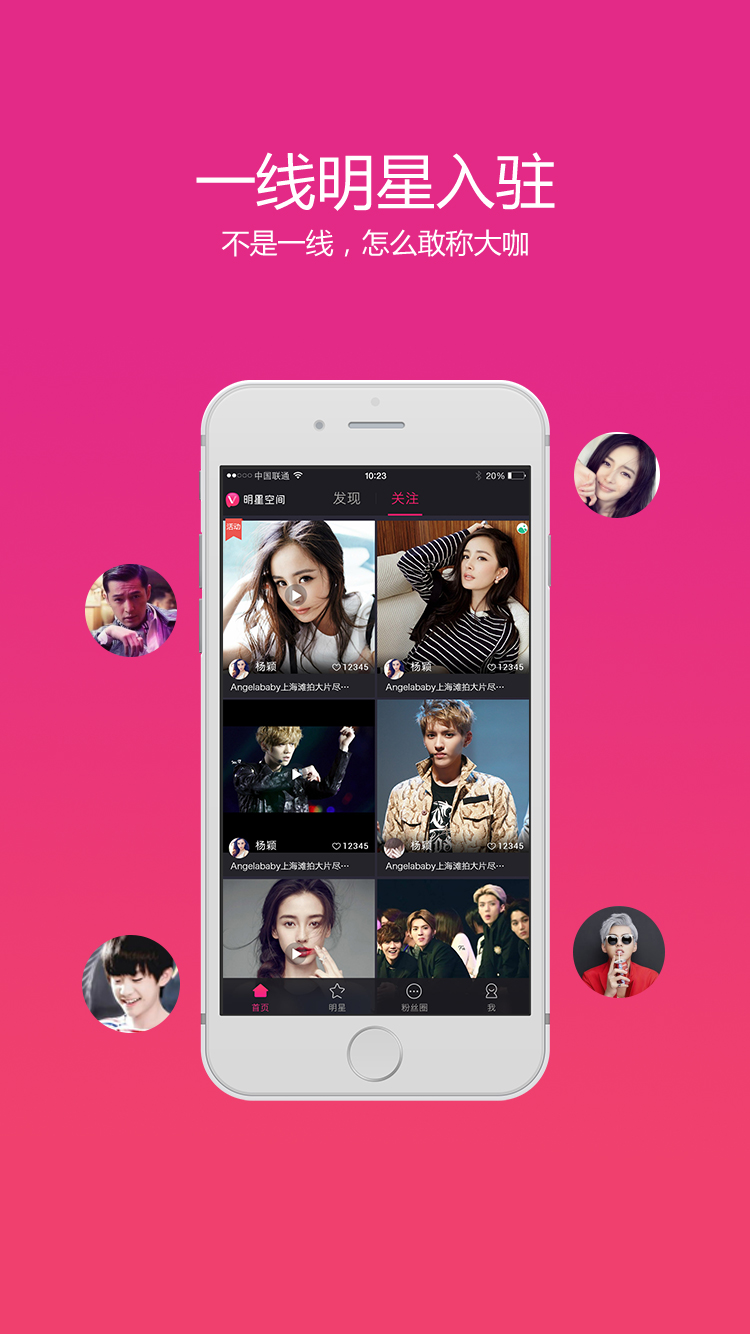 一线明星入驻
不是一线，怎么敢称大咖
中国联通 10:23 20%
V 明星空间 发现 关注
活动
杨颖 12345 杨颖 12345
Angelababy上海滩拍大片尽… Angelababy上海滩拍大片尽…
杨颖 12345 杨颖 12345
Angelababy上海滩拍大片尽… Angelababy上海滩拍大片尽…
首页 明星 粉丝圈 我